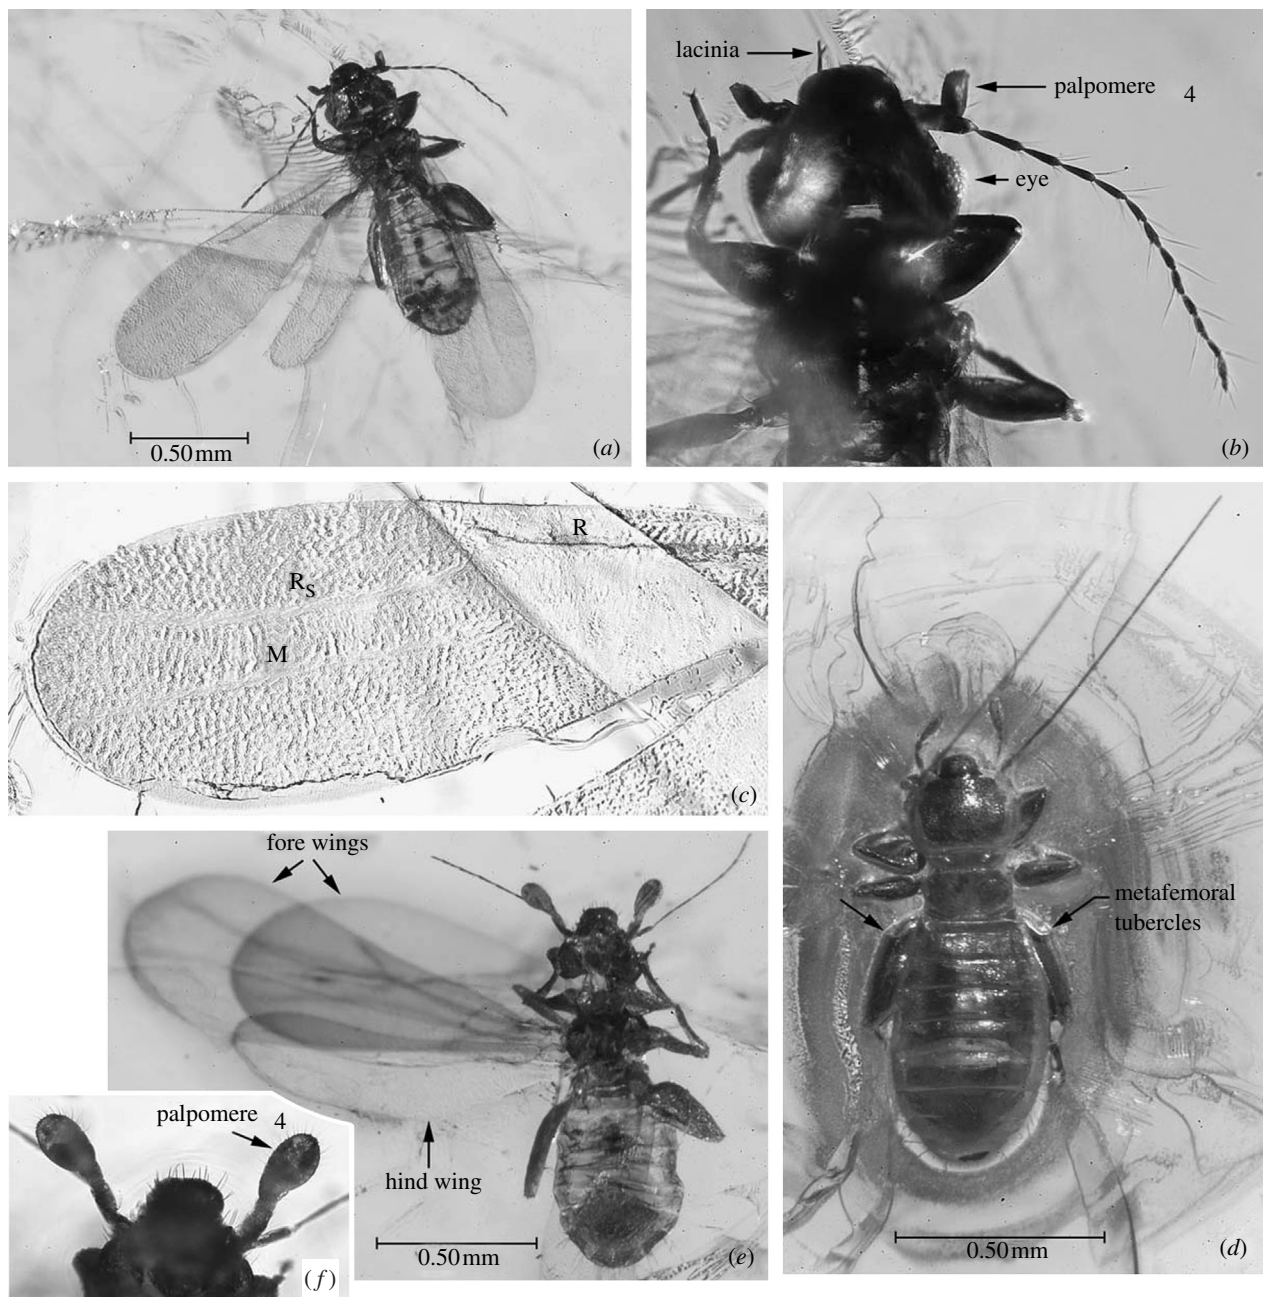 lacinia
palpomere 4
eye
0.50 mm
(a)
(b)
R
Rs
M
(c)
fore wings
metafemoral
tubercles
palpomere 4
hind wing
0.50 mm
(e)
0.50 mm
(d)
(f)